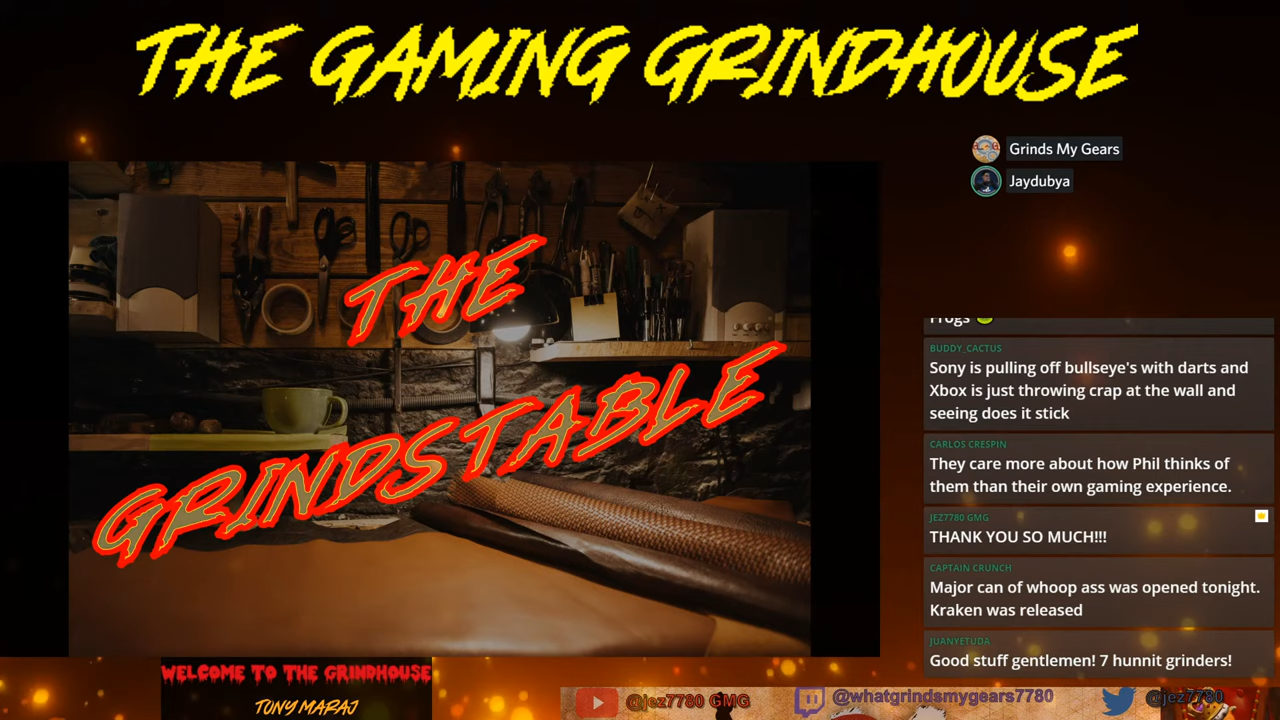 THE GAMING GRINDHOUSE
Grinds My Gears
Jaydubya
THE
GRINDSTABLE
Frogs
BUDDY_CACTUS
Sony is pulling off bullseye's with darts and
Xbox is just throwing crap at the wall and
seeing does it stick
CARLOS CRESPIN
They care more about how Phil thinks of
them than their own gaming experience.
JEZ7780 GMG
THANK YOU SO MUCH!!!
CAPTAIN CRUNCH
Major can of whoop ass was opened tonight.
Kraken was released
JUANYETUDA
Good stuff gentlemen! 7 hunnit grinders!
WELCOME TO THE GRINDHOUSE
TONY MARAJ
@jez7780 GMG
@whatgrindsmygears7780
@jez7780